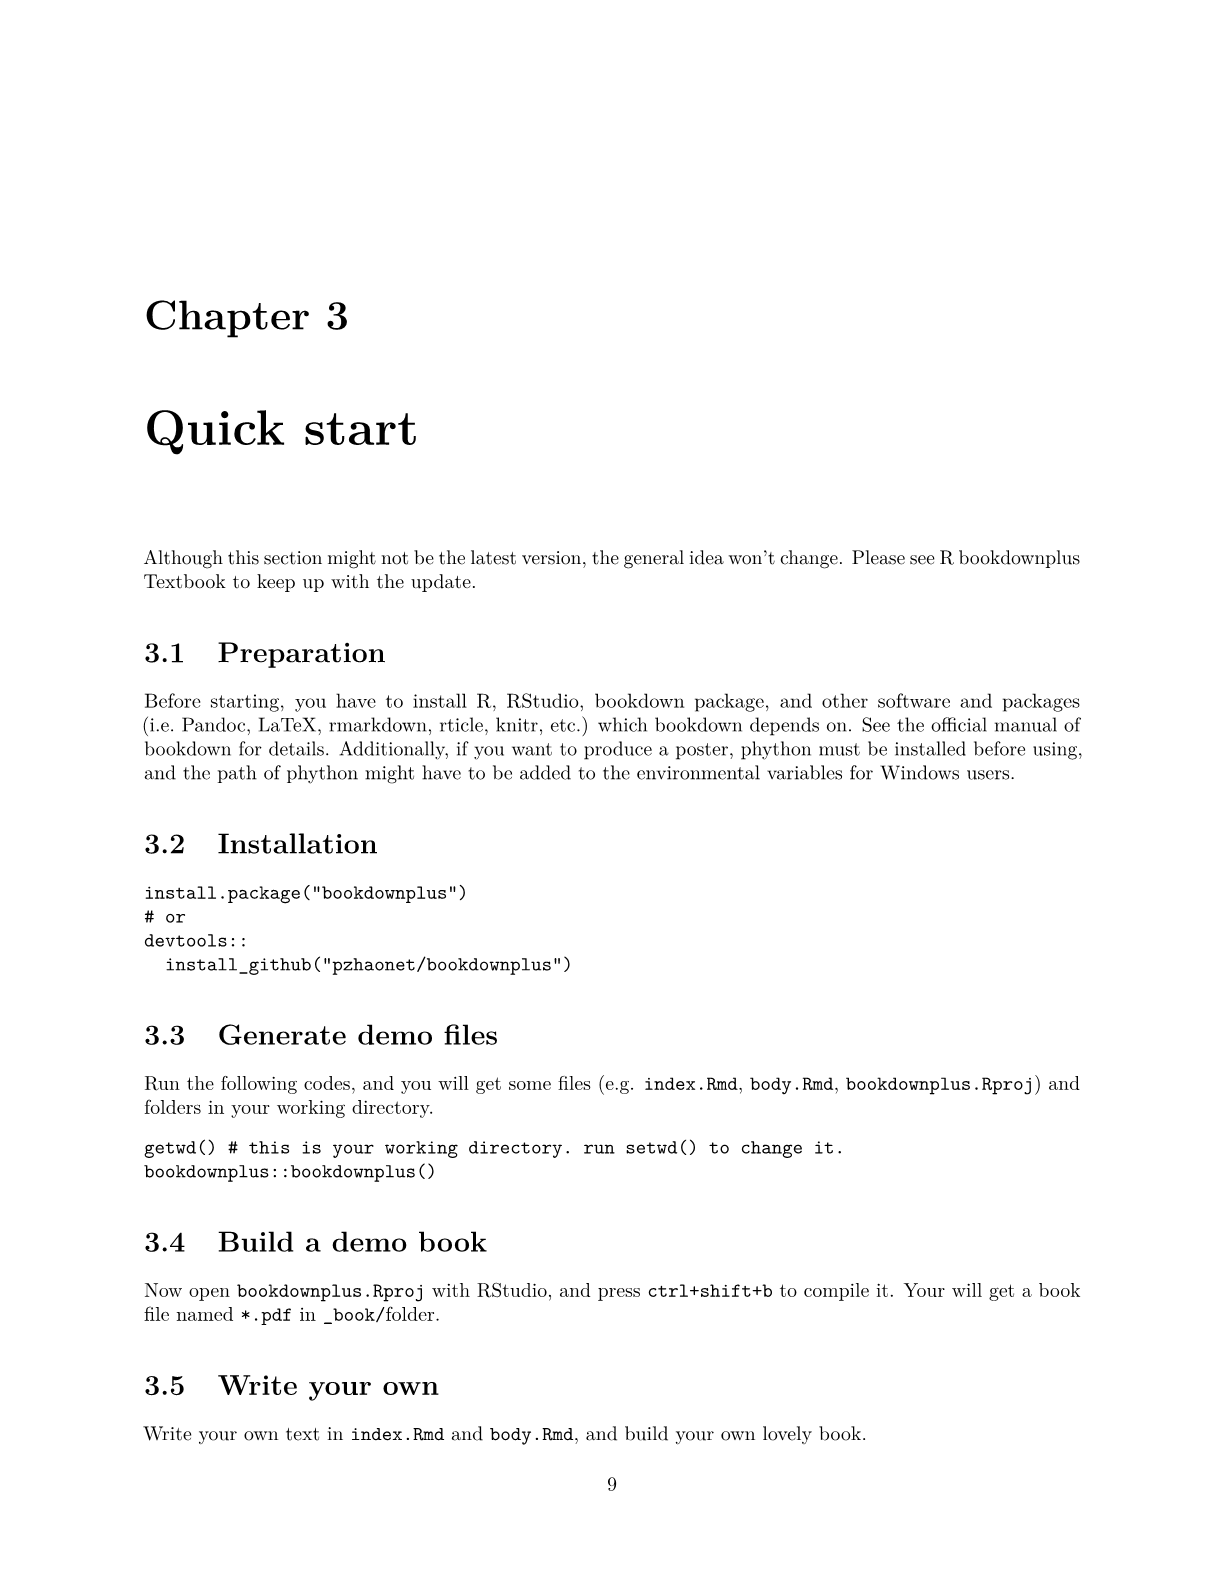 Chapter 3
Quick start
Although this section might not be the latest version, the general idea won't change. Please see R bookdownplus
Textbook to keep up with the update.
3.1 Preparation
Before starting, you have to install R, RStudio, bookdown package, and other software and packages
(i.e. Pandoc, LaTeX, rmarkdown, rticle, knitr, etc.) which bookdown depends on. See the official manual of
bookdown for details. Additionally, if you want to produce a poster, phython must be installed before using,
and the path of phython might have to be added to the environmental variables for Windows users.
3.2 Installation
install.package("bookdownplus")
# or
devtools::
  install_github("pzhaonet/bookdownplus")
3.3 Generate demo files
Run the following codes, and you will get some files (e.g. index.Rmd, body.Rmd, bookdownplus.Rproj) and
folders in your working directory.
getwd() # this is your working directory. run setwd() to change it.
bookdownplus::bookdownplus()
3.4 Build a demo book
Now open bookdownplus.Rproj with RStudio, and press ctrl+shift+b to compile it. Your will get a book
file named *.pdf in _book/folder.
3.5 Write your own
Write your own text in index.Rmd and body.Rmd, and build your own lovely book.
9